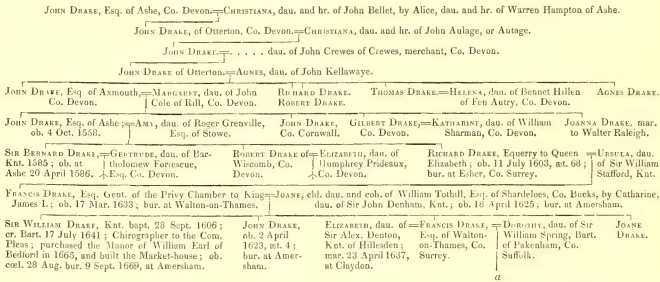 JOHN DRAKE, Esq. of Ashe, Co. Devon.=CHRISTIANA, dau. and hr. of John Bellet, by Alice, dau. and hr. of Warren Hampton of Ashe.
JOHN DRAKE, of Otterton, Co. Devon.=CHRISTIANA, dau. and hr. of John Aulage, or Autage.
JOHN DRAKE.=. . . . . dau. of John Crewes of Crewes, merchant, Co. Devon.
JOHN DRAKE of Otterton.=AGNES, dau. of John Kellawaye.
JOHN DRAKE, Esq of Axmouth,=MARGARET, dau. of John
Co. Devon. Cole of Rill, Co. Devon.
RICHARD DRAKE.
ROBERT DRAKE.
THOMAS DRAKE.=HELENA, dau. of Bennet Hillen
of Fen Autry, Co. Devon.
AGNES DRAKE.
JOHN DRAKE, Esq. of Ashe;=AMY, dau. of Roger Grenville,
ob. 4 Oct. 1558. Esq. of Stowe.
JOHN DRAKE,
Co. Cornwall.
GILBERT DRAKE,=KATHARINE, dau. of William
Co. Devon. Sharman, Co. Devon.
JOANNA DRAKE, mar.
to Walter Raleigh.
SIR BERNARD DRAKE,=GERTRUDE, dau. of Bar-
Knt. 1585; ob. at tholomew Forescue,
Ashe 20 April 1586. Esq. Co. Devon.
ROBERT DRAKE of=ELIZABETH, dau. of
Wiscomb, Co. Humphrey Prideaux,
Devon. Co. Devon.
RICHARD DRAKE, Equerry to Queen=URSULA, dau.
Elizabeth; ob. 11 July 1603, æt. 68; of Sir William
bur. at Esher, Co. Surrey. Stafford, Knt.
FRANCIS DRAKE, Esq. Gent. of the Privy Chamber to King=JOANE, eld. dau. and coh. of William Tothill, Esq. of Shardeloes, Co. Bucks, by Catharine,
James I.; ob. 17 Mar. 1633; bur. at Walton-on-Thames. dau. of Sir John Denham, Knt.; ob. 18 April 1625; bur. at Amersham.
SIR WILLIAM DRAKE, Knt. bapt. 28 Sept. 1606;
cr. Bart. 17 July 1641; Chirographer to the Com.
Pleas; purchased the Manor of William Earl of
Bedford in 1665, and built the Market-house; ob.
cœl. 28 Aug. bur. 9 Sept. 1669, at Amersham.
JOHN DRAKE,
ob. 2 April
1623, æt. 4;
bur. at Amer-
sham.
ELIZABETH, dau. of=FRANCIS DRAKE,=DOROTHY, dau. of Sir
Sir Alex. Denton, Esq. of Walton- William Spring, Bart.
Knt. of Hillesden; on-Thames, Co. of Pakenham, Co.
mar. 23 April 1637, Surrey. Suffolk.
at Claydon.
JOANE
DRAKE.
a